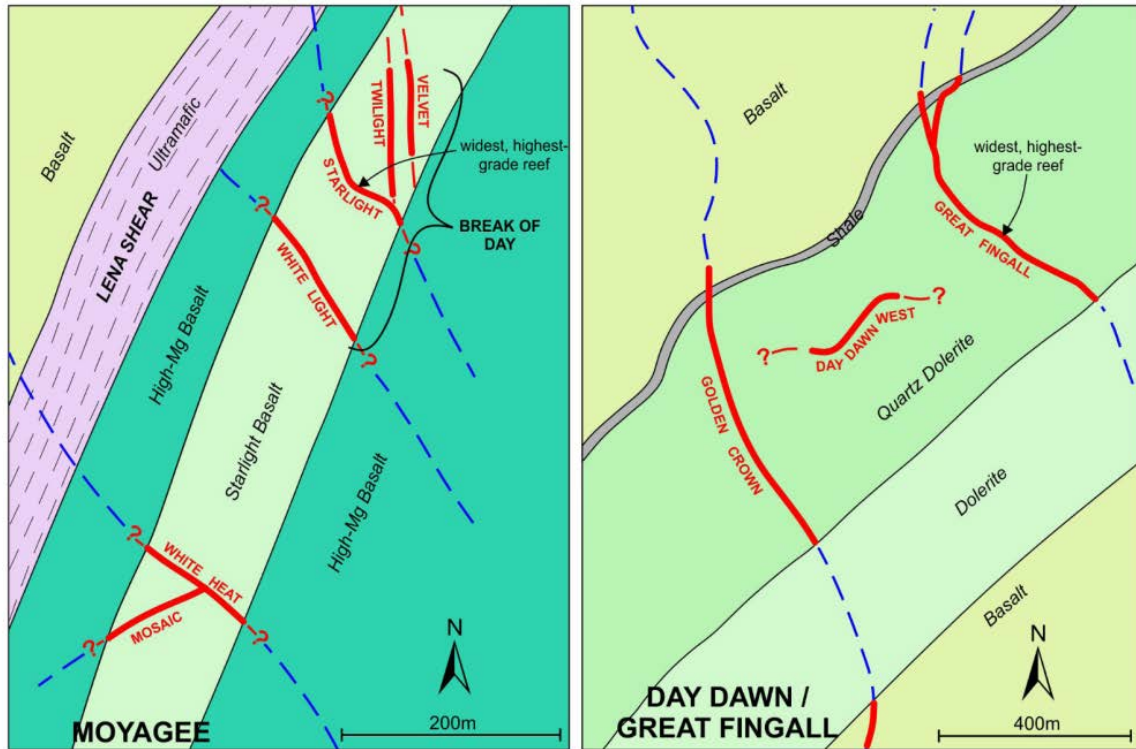 Basalt
Ultramafic
LENA SHEAR
High-Mg Basalt
Starlight Basalt
High-Mg Basalt
?
STARLIGHT
TWILIGHT
VELVET
widest, highest-
grade reef
BREAK OF
DAY
?
?
WHITE LIGHT
?
?
WHITE HEAT
MOSAIC
?
?
N
200m
MOYAGEE
Basalt
Shale
widest, highest-
grade reef
GREAT FINGALL
?
DAY DAWN WEST
?
GOLDEN CROWN
Quartz Dolerite
Dolerite
Basalt
N
400m
DAY DAWN /
GREAT FINGALL